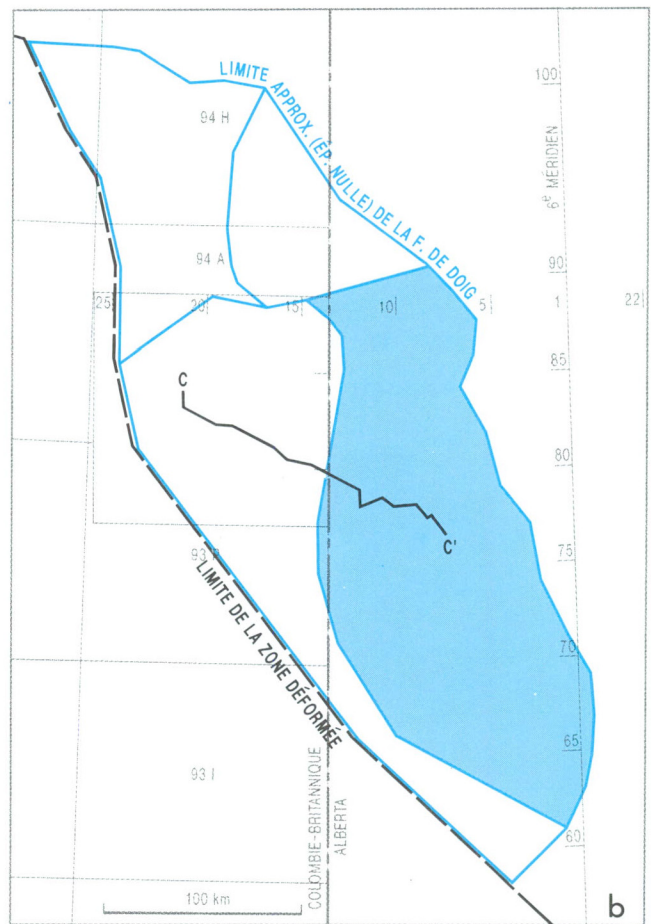 LIMITE APPROX. (EP. NULLE) DE LA F. DE DOIG
100
94 H
6e MÉRIDIEN
94 A
90
25
20
15
10
5
1
22
85
C
80
C'
93 P
75
LIMITE DE LA ZONE DÉFORMÉE
70
65
93 I
COLOMBIE-BRITANNIQUE
ALBERTA
60
100 km
b